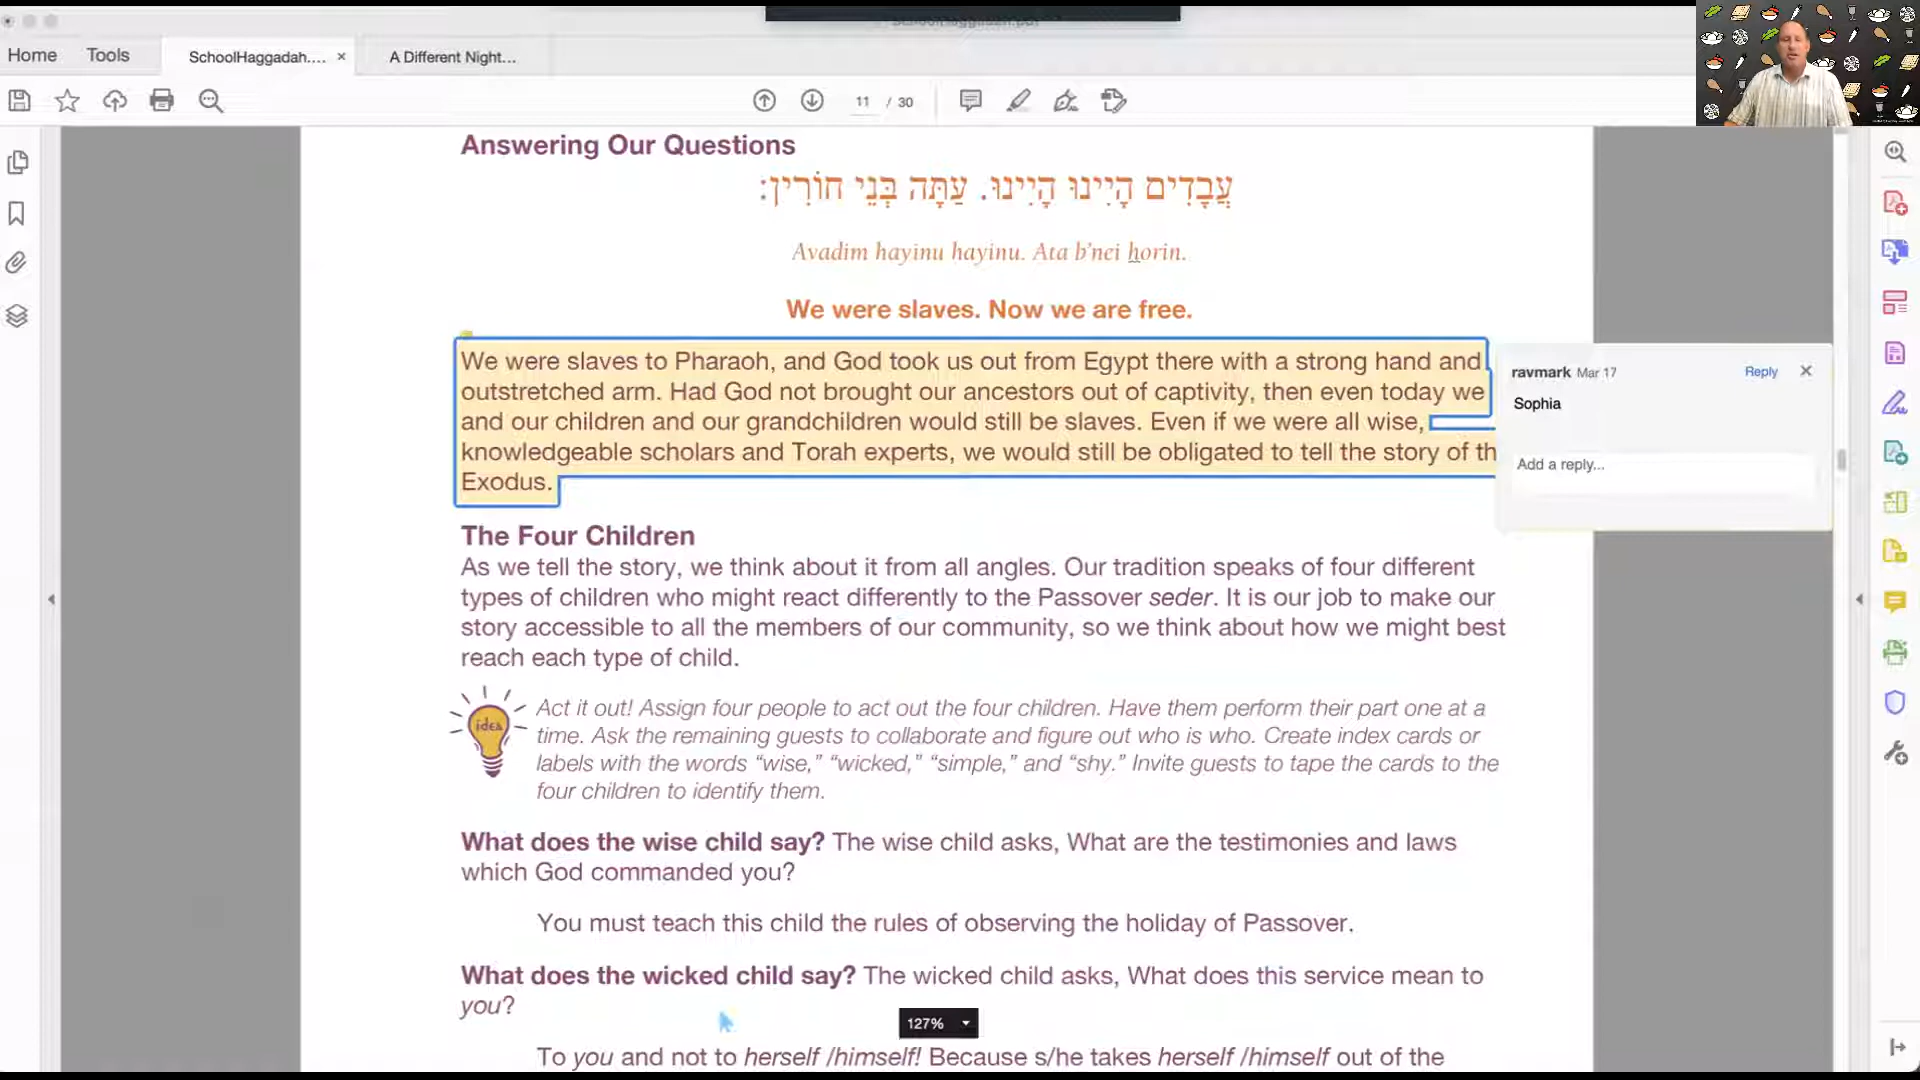 Home
Tools
SchoolHaggadah....
A Different Night...
11 / 30
Answering Our Questions
עֲבָדִים הָיִינוּ הָיִינוּ. עַתָּה בְּנֵי חוֹרִין:
Avadim hayinu hayinu. Ata b'nei horin.
We were slaves. Now we are free.
We were slaves to Pharaoh, and God took us out from Egypt there with a strong hand and
outstretched arm. Had God not brought our ancestors out of captivity, then even today we
and our children and our grandchildren would still be slaves. Even if we were all wise,
knowledgeable scholars and Torah experts, we would still be obligated to tell the story of th
Exodus.
ravmark Mar 17 Reply
Sophia
Add a reply...
The Four Children
As we tell the story, we think about it from all angles. Our tradition speaks of four different
types of children who might react differently to the Passover seder. It is our job to make our
story accessible to all the members of our community, so we think about how we might best
reach each type of child.
idea
Act it out! Assign four people to act out the four children. Have them perform their part one at a
time. Ask the remaining guests to collaborate and figure out who is who. Create index cards or
labels with the words “wise,” “wicked,” “simple,” and “shy.” Invite guests to tape the cards to the
four children to identify them.
What does the wise child say? The wise child asks, What are the testimonies and laws
which God commanded you?
You must teach this child the rules of observing the holiday of Passover.
What does the wicked child say? The wicked child asks, What does this service mean to
you?
127%
To you and not to herself /himself! Because s/he takes herself /himself out of the